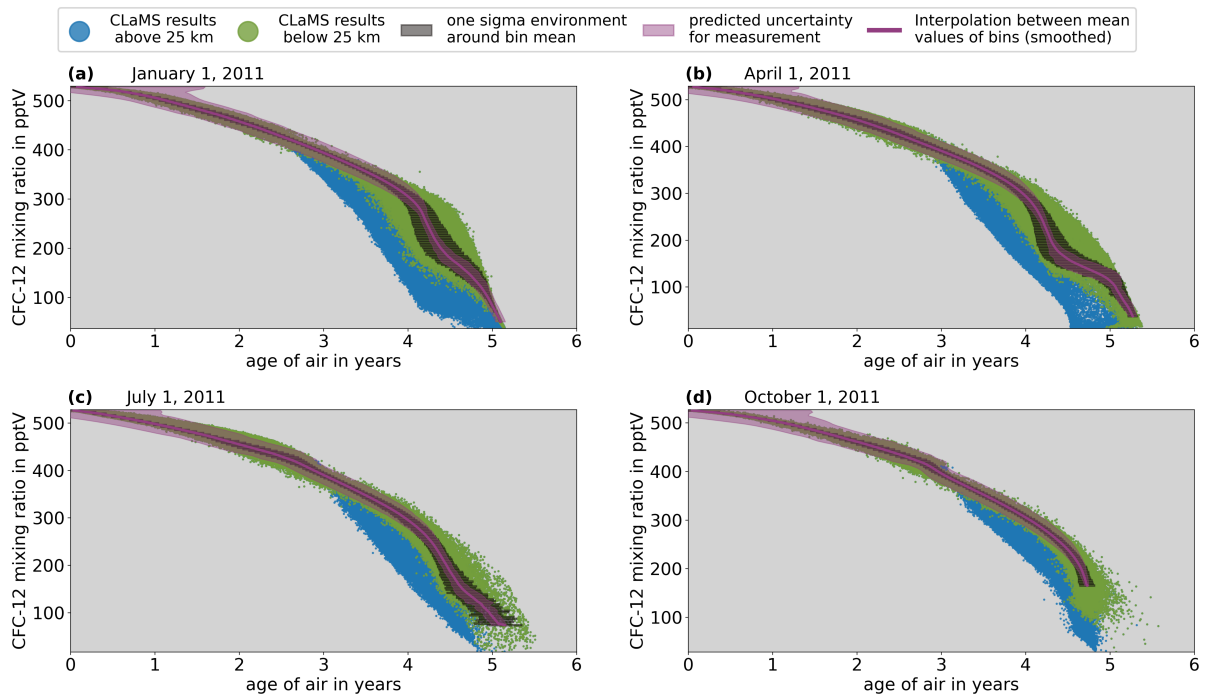 CLaMS results above 25 km
CLaMS results below 25 km
one sigma environment around bin mean
predicted uncertainty for measurement
Interpolation between mean values of bins (smoothed)
(a) January 1, 2011
CFC-12 mixing ratio in pptV
500
400
300
200
100
0 1 2 3 4 5 6
age of air in years
(b) April 1, 2011
CFC-12 mixing ratio in pptV
500
400
300
200
100
0 1 2 3 4 5 6
age of air in years
(c) July 1, 2011
CFC-12 mixing ratio in pptV
500
400
300
200
100
0 1 2 3 4 5 6
age of air in years
(d) October 1, 2011
CFC-12 mixing ratio in pptV
500
400
300
200
100
0 1 2 3 4 5 6
age of air in years